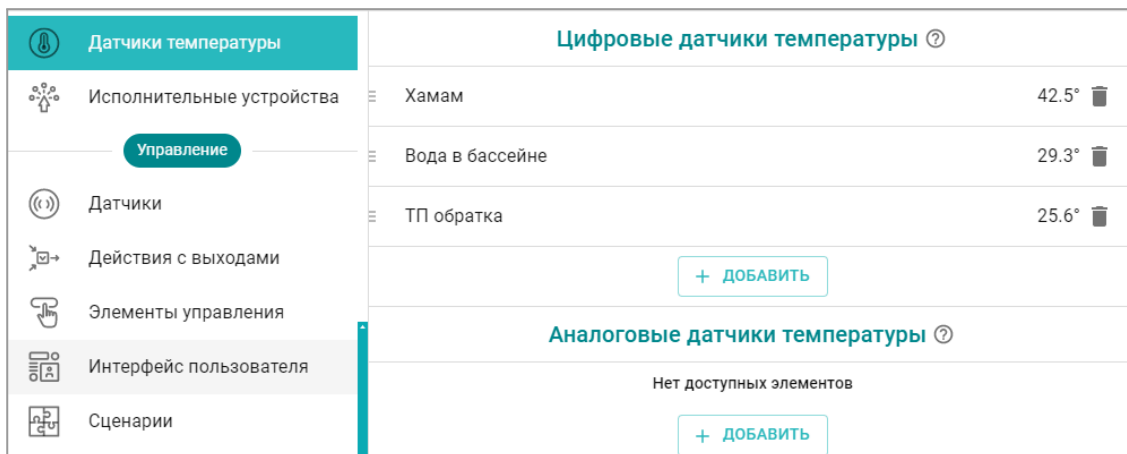 Датчики температуры
Исполнительные устройства
Управление
Датчики
Действия с выходами
Элементы управления
Интерфейс пользователя
Сценарии
Цифровые датчики температуры ?
Хамам 42.5°
Вода в бассейне 29.3°
ТП обратка 25.6°
+ ДОБАВИТЬ
Аналоговые датчики температуры ?
Нет доступных элементов
+ ДОБАВИТЬ